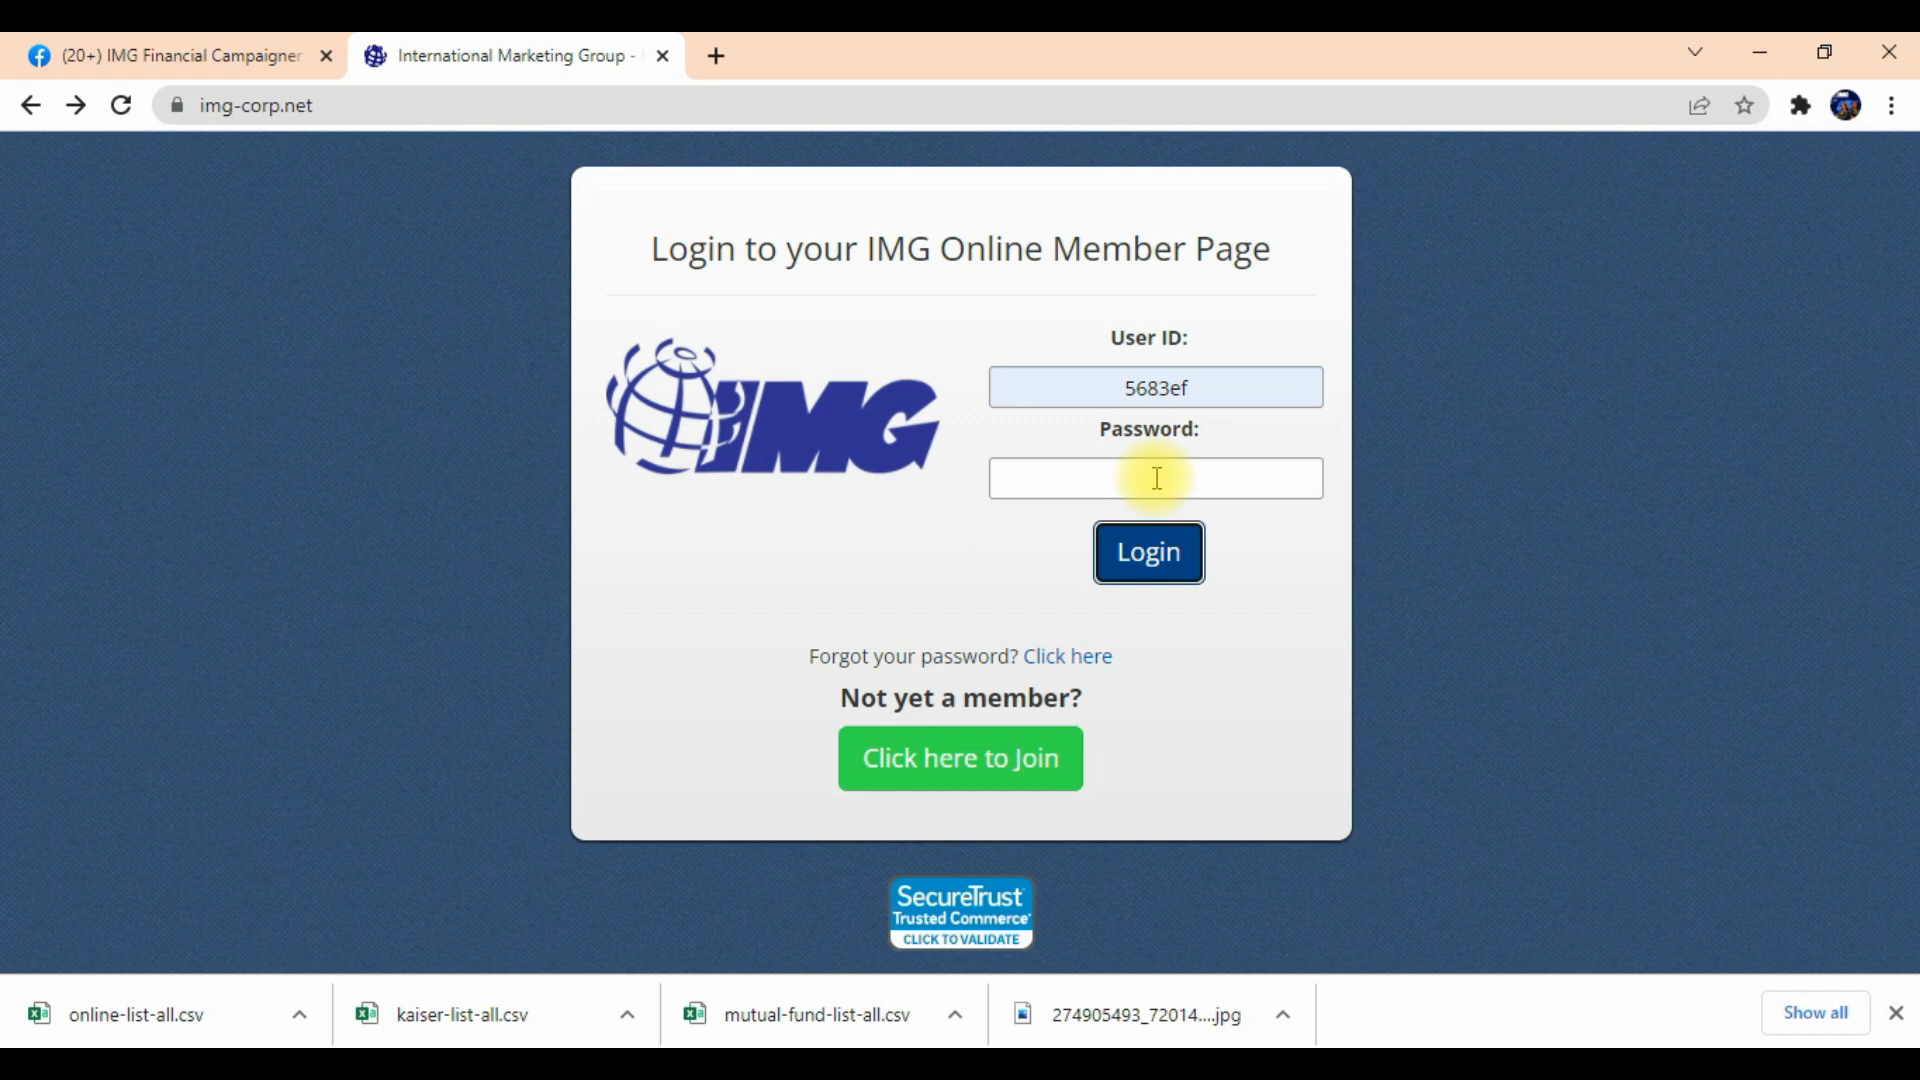 (20+) IMG Financial Campaigner
International Marketing Group -
img-corp.net
Login to your IMG Online Member Page
IMG
User ID:
5683ef
Password:
Login
Forgot your password? Click here
Not yet a member?
Click here to Join
SecureTrust
Trusted Commerce
CLICK TO VALIDATE
online-list-all.csv
kaiser-list-all.csv
mutual-fund-list-all.csv
274905493_72014....jpg
Show all